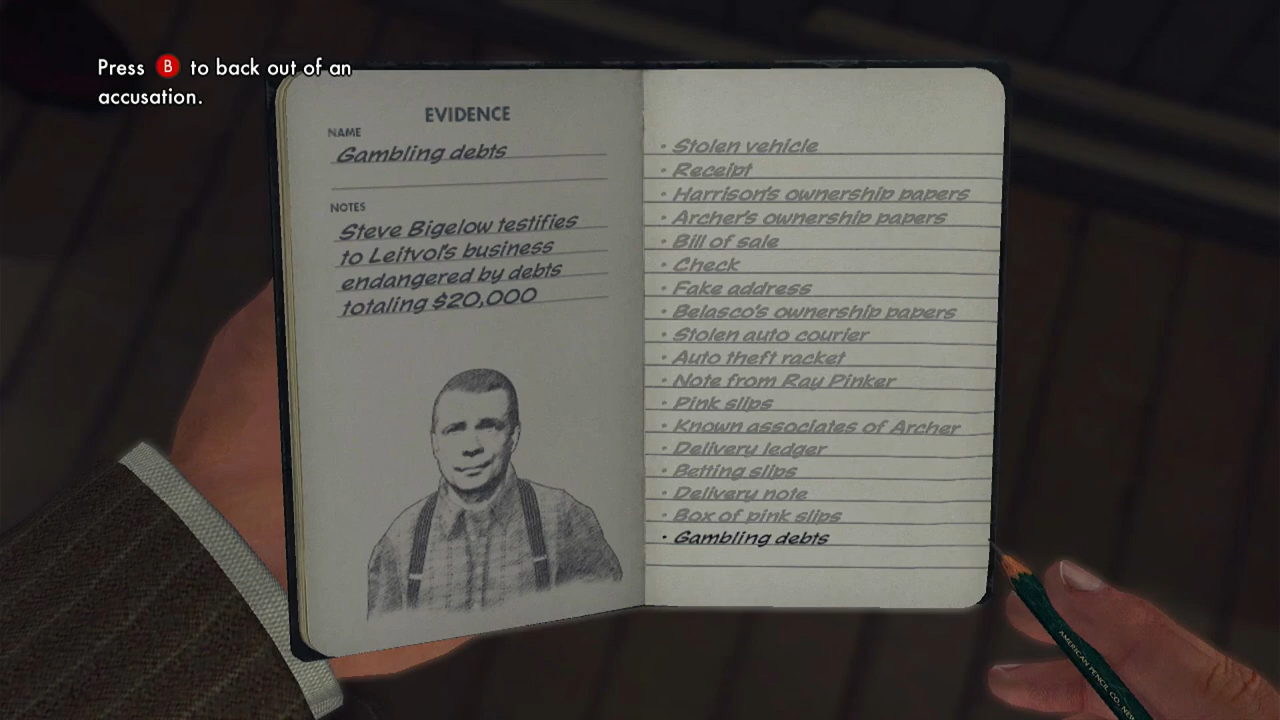 Press B to back out of an
accusation.
EVIDENCE
NAME
Gambling debts
NOTES
Steve Bigelow testifies
to Leitvol's business
endangered by debts
totaling $20,000
• Stolen vehicle
• Receipt
• Harrison's ownership papers
• Archer's ownership papers
• Bill of sale
• Check
• Fake address
• Belasco's ownership papers
• Stolen auto courier
• Auto theft racket
• Note from Ray Pinker
• Pink slips
• Known associates of Archer
• Delivery ledger
• Betting slips
• Delivery note
• Box of pink slips
• Gambling debts
AMERICAN PENCIL CO. NEW